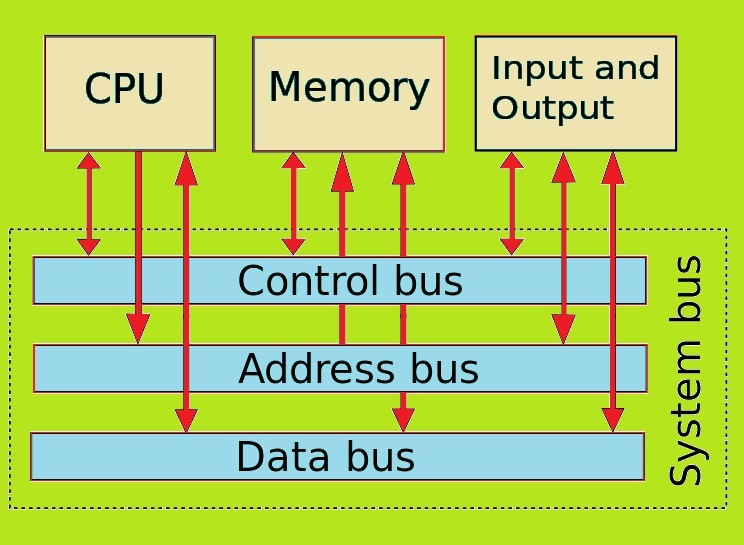 CPU
Memory
Input and
Output
Control bus
Address bus
Data bus
System bus